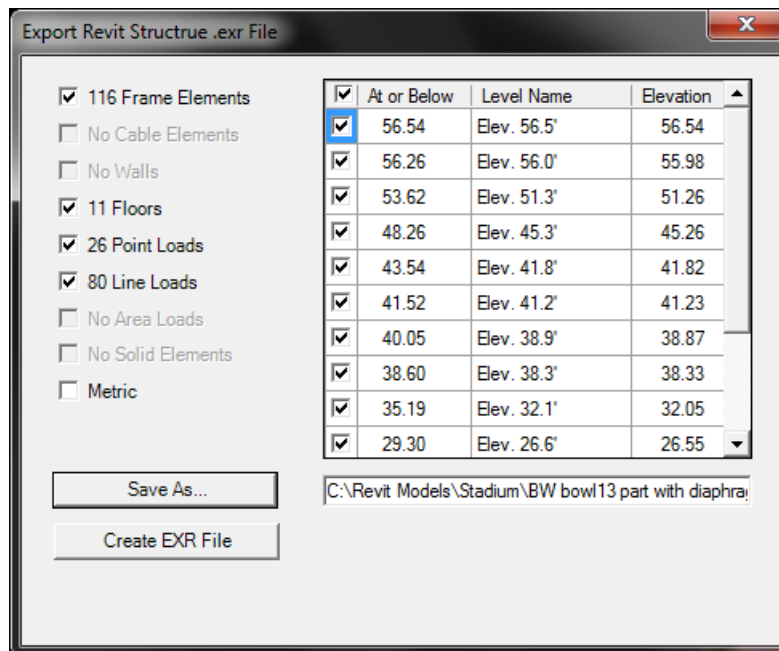 Export Revit Structrue .exr File
116 Frame Elements
No Cable Elements
No Walls
11 Floors
26 Point Loads
80 Line Loads
No Area Loads
No Solid Elements
Metric
Save As...
Create EXR File
At or Below Level Name Elevation
56.54 Elev. 56.5' 56.54
56.26 Elev. 56.0' 55.98
53.62 Elev. 51.3' 51.26
48.26 Elev. 45.3' 45.26
43.54 Elev. 41.8' 41.82
41.52 Elev. 41.2' 41.23
40.05 Elev. 38.9' 38.87
38.60 Elev. 38.3' 38.33
35.19 Elev. 32.1' 32.05
29.30 Elev. 26.6' 26.55
C:\Revit Models\Stadium\BW bowl13 part with diaphra